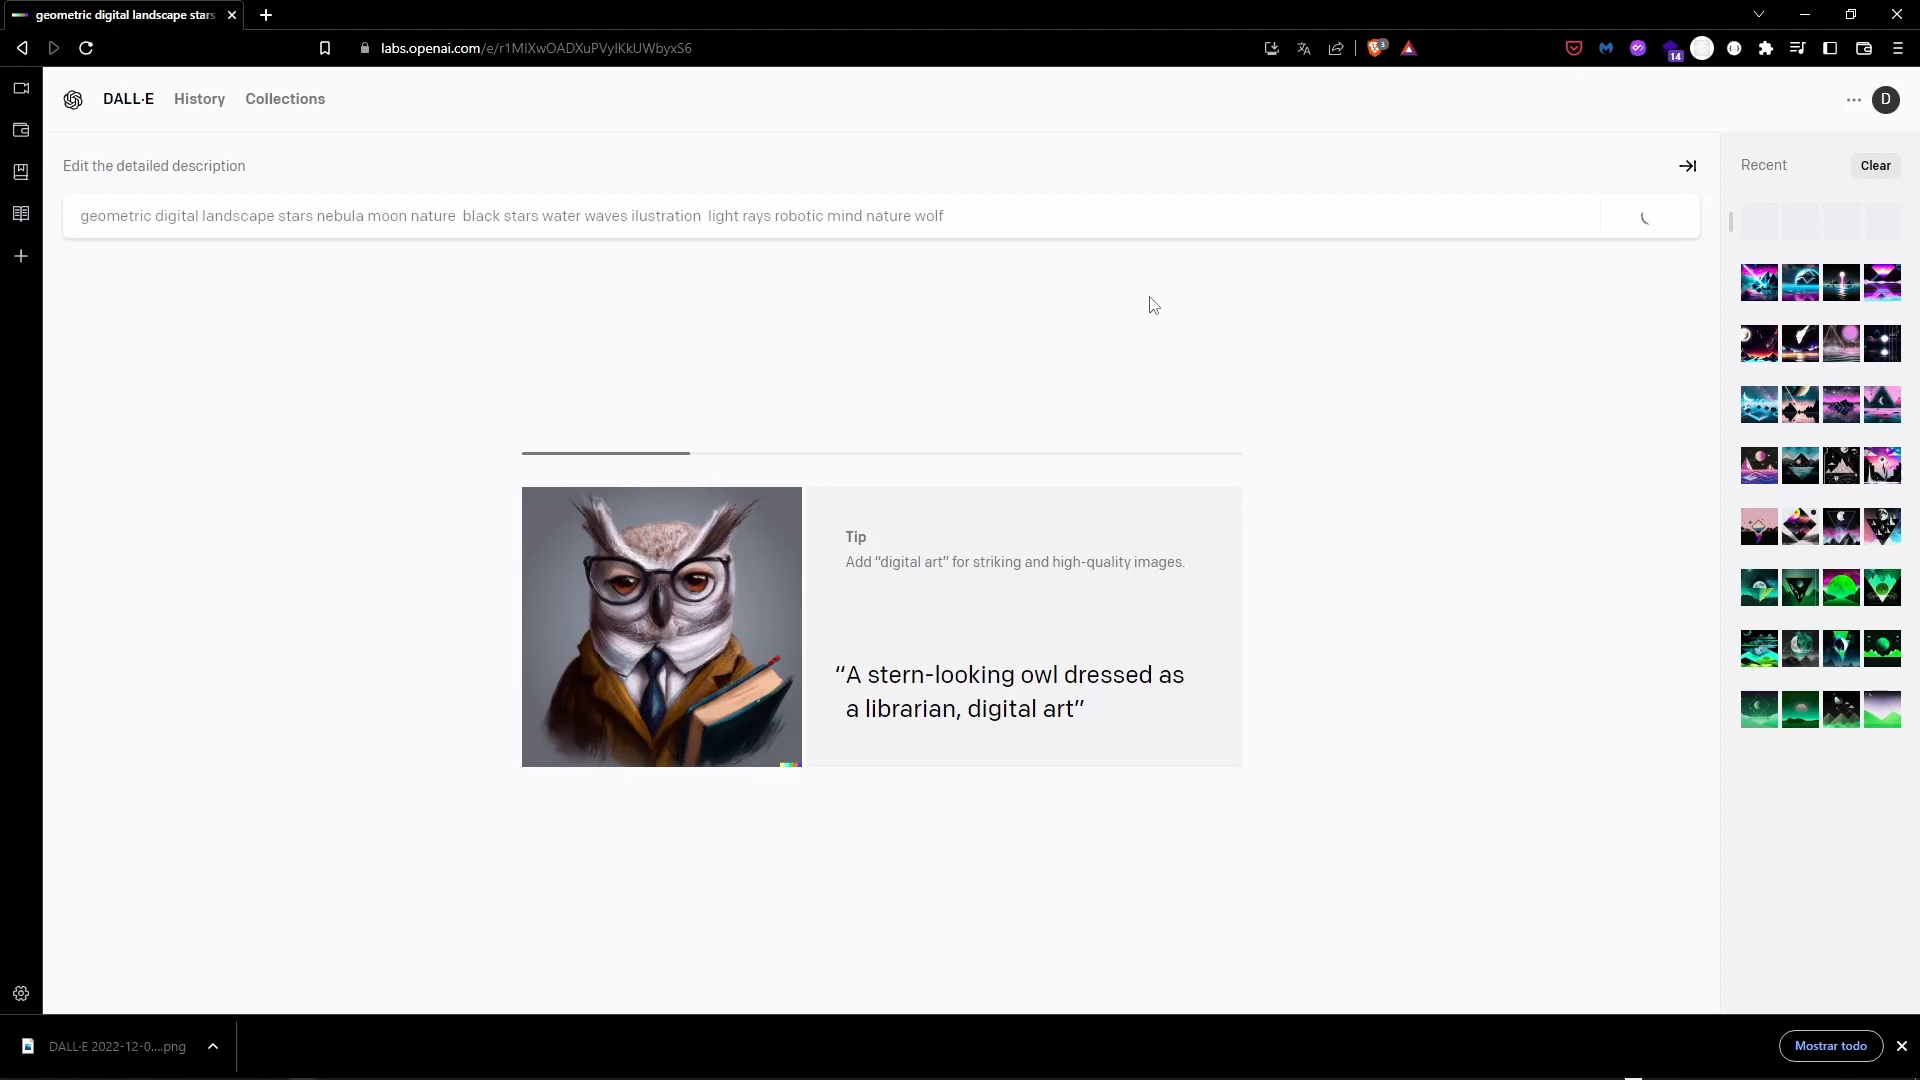 geometric digital landscape stars
labs.openai.com/e/r1MIXwOADXuPVylKkUWbyxS6
3
14
DALL·E
History
Collections
D
Edit the detailed description
Recent
Clear
geometric digital landscape stars nebula moon nature  black stars water waves ilustration  light rays robotic mind nature wolf
Tip
Add “digital art” for striking and high-quality images.
“A stern-looking owl dressed as
a librarian, digital art”
DALL·E 2022-12-0....png
Mostrar todo